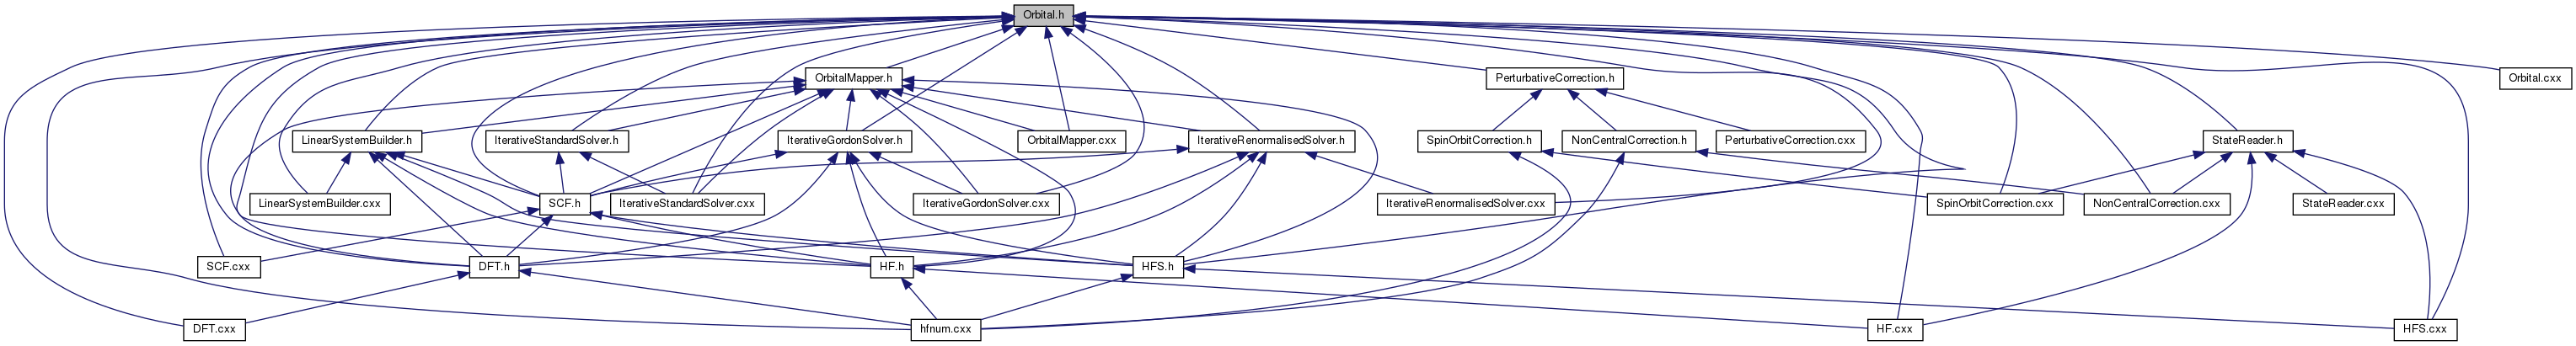 Orbital.h
OrbitalMapper.h
PerturbativeCorrection.h
Orbital.cxx
LinearSystemBuilder.h
IterativeStandardSolver.h
IterativeGordonSolver.h
OrbitalMapper.cxx
IterativeRenormalisedSolver.h
SpinOrbitCorrection.h
NonCentralCorrection.h
PerturbativeCorrection.cxx
StateReader.h
LinearSystemBuilder.cxx
SCF.h
IterativeStandardSolver.cxx
IterativeGordonSolver.cxx
IterativeRenormalisedSolver.cxx
SpinOrbitCorrection.cxx
NonCentralCorrection.cxx
StateReader.cxx
SCF.cxx
DFT.h
HF.h
HFS.h
DFT.cxx
hfnum.cxx
HF.cxx
HFS.cxx